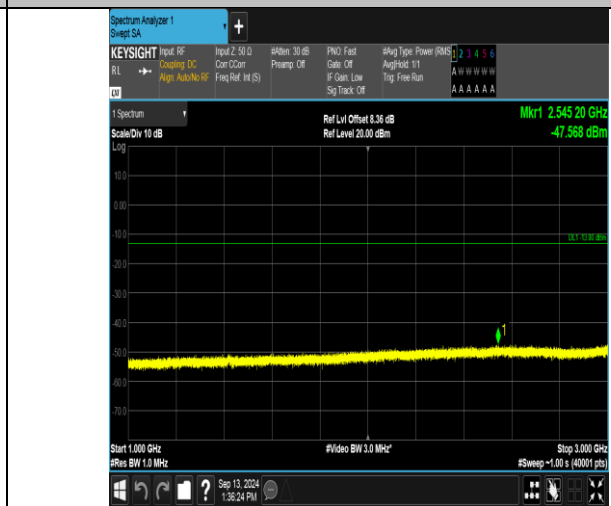 Spectrum Analyzer 1
Swept SA
+
KEYSIGHT
RL
LXI
Input: RF
Coupling: DC
Align: Auto/No RF
Input Z: 50 Ω
Corr CCorr
Freq Ref: Int (S)
#Atten: 30 dB
Preamp: Off
PNO: Fast
Gate: Off
IF Gain: Low
Sig Track: Off
#Avg Type: Power (RMS
Avg|Hold: 1/1
Trig: Free Run
1 2 3 4 5 6
A W W W W W
A A A A A A
1 Spectrum
Scale/Div 10 dB
Ref Lvl Offset 8.36 dB
Ref Level 20.00 dBm
Mkr1 2.545 20 GHz
-47.568 dBm
Log
10.0
0.00
-10.0
DL1 -13.00 dBm
-20.0
-30.0
-40.0
1
-50.0
-60.0
-70.0
Start 1.000 GHz
#Res BW 1.0 MHz
#Video BW 3.0 MHz*
Stop 3.000 GHz
#Sweep ~1.00 s (40001 pts)
?
Sep 13, 2024
1:36:24 PM